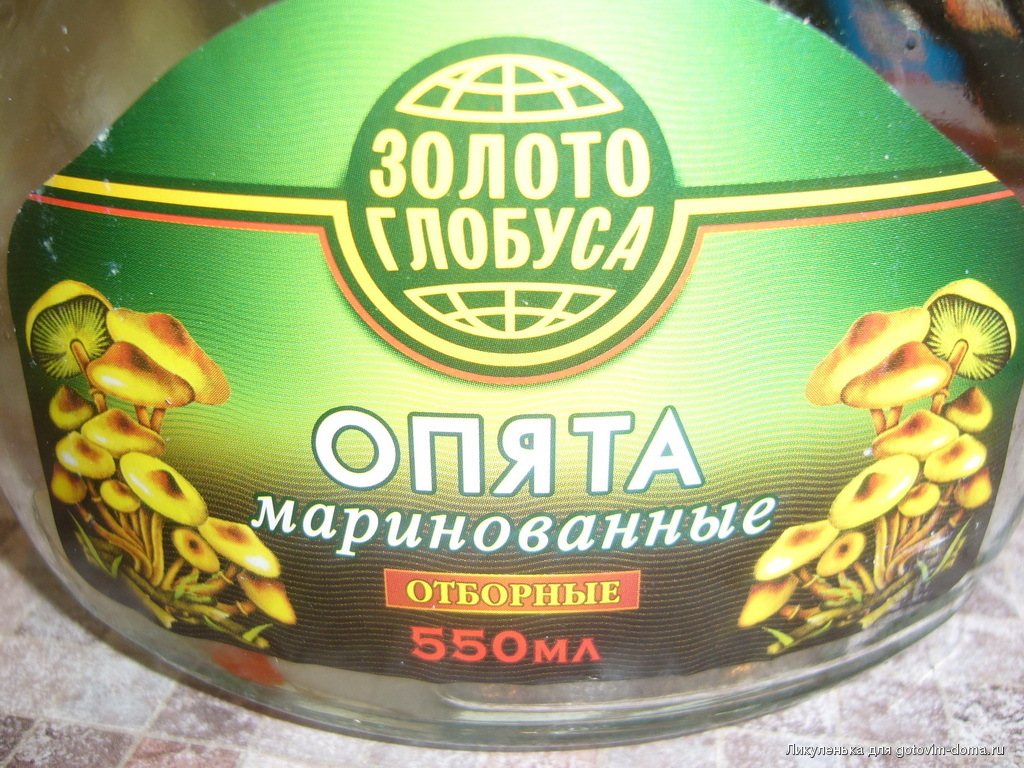 ЗОЛОТО
ГЛОБУСА
ОПЯТА
маринованные
ОТБОРНЫЕ
550мл
Ликуленька для gotovim-doma.ru